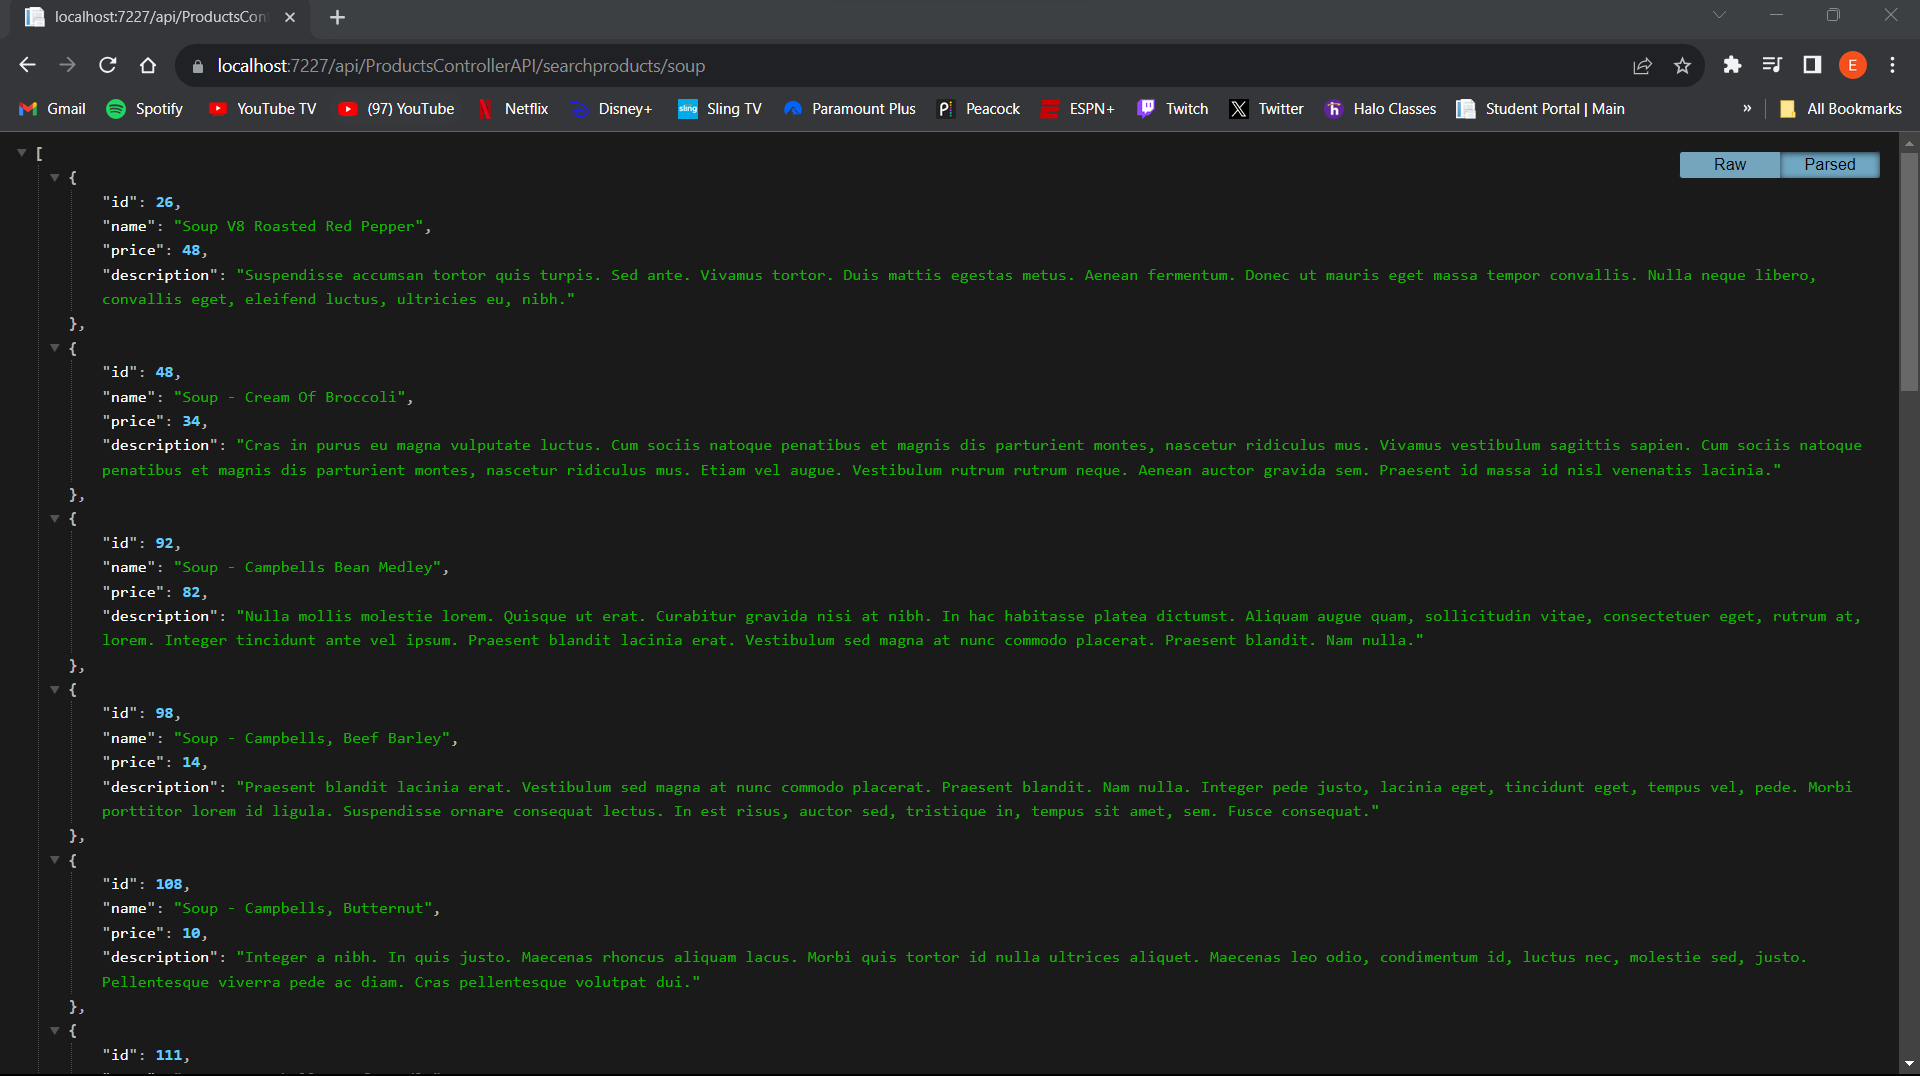 localhost:7227/api/ProductsCon
localhost:7227/api/ProductsControllerAPI/searchproducts/soup
E
Gmail Spotify YouTube TV (97) YouTube Netflix Disney+ sling Sling TV Paramount Plus Peacock ESPN+ Twitch Twitter Halo Classes Student Portal | Main » All Bookmarks
Raw Parsed
[
{
"id": 26,
"name": "Soup V8 Roasted Red Pepper",
"price": 48,
"description": "Suspendisse accumsan tortor quis turpis. Sed ante. Vivamus tortor. Duis mattis egestas metus. Aenean fermentum. Donec ut mauris eget massa tempor convallis. Nulla neque libero,
convallis eget, eleifend luctus, ultricies eu, nibh."
},
{
"id": 48,
"name": "Soup - Cream Of Broccoli",
"price": 34,
"description": "Cras in purus eu magna vulputate luctus. Cum sociis natoque penatibus et magnis dis parturient montes, nascetur ridiculus mus. Vivamus vestibulum sagittis sapien. Cum sociis natoque
penatibus et magnis dis parturient montes, nascetur ridiculus mus. Etiam vel augue. Vestibulum rutrum rutrum neque. Aenean auctor gravida sem. Praesent id massa id nisl venenatis lacinia."
},
{
"id": 92,
"name": "Soup - Campbells Bean Medley",
"price": 82,
"description": "Nulla mollis molestie lorem. Quisque ut erat. Curabitur gravida nisi at nibh. In hac habitasse platea dictumst. Aliquam augue quam, sollicitudin vitae, consectetuer eget, rutrum at,
lorem. Integer tincidunt ante vel ipsum. Praesent blandit lacinia erat. Vestibulum sed magna at nunc commodo placerat. Praesent blandit. Nam nulla."
},
{
"id": 98,
"name": "Soup - Campbells, Beef Barley",
"price": 14,
"description": "Praesent blandit lacinia erat. Vestibulum sed magna at nunc commodo placerat. Praesent blandit. Nam nulla. Integer pede justo, lacinia eget, tincidunt eget, tempus vel, pede. Morbi
porttitor lorem id ligula. Suspendisse ornare consequat lectus. In est risus, auctor sed, tristique in, tempus sit amet, sem. Fusce consequat."
},
{
"id": 108,
"name": "Soup - Campbells, Butternut",
"price": 10,
"description": "Integer a nibh. In quis justo. Maecenas rhoncus aliquam lacus. Morbi quis tortor id nulla ultrices aliquet. Maecenas leo odio, condimentum id, luctus nec, molestie sed, justo.
Pellentesque viverra pede ac diam. Cras pellentesque volutpat dui."
},
{
"id": 111,